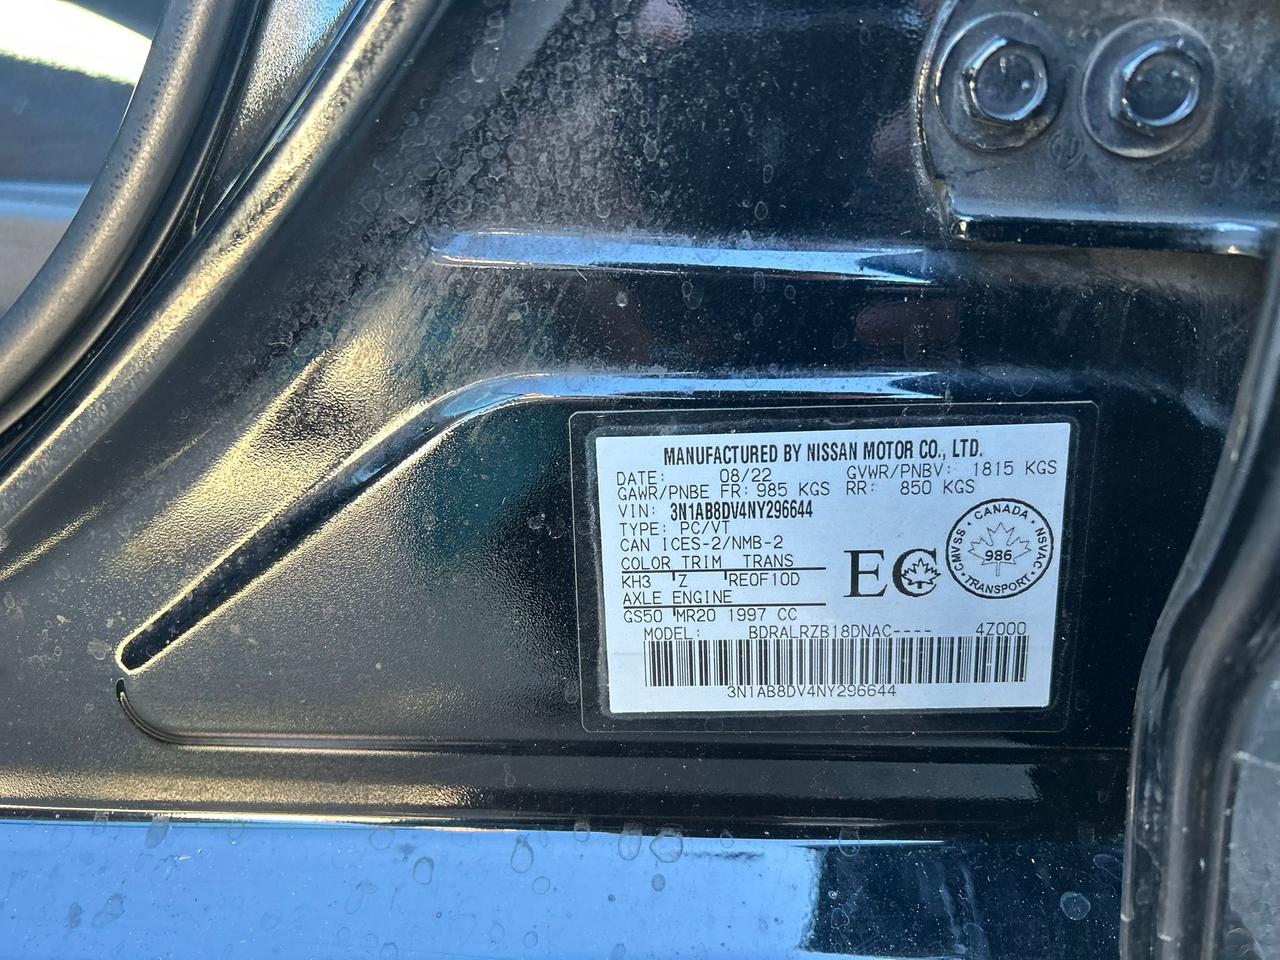 MANUFACTURED BY NISSAN MOTOR CO., LTD.
DATE: 08/22 GVWR/PNBV: 1815 KGS
GAWR/PNBE FR: 985 KGS RR: 850 KGS
VIN: 3N1AB8DV4NY296644
TYPE: PC/VT
CAN ICES-2/NMB-2
COLOR TRIM TRANS
KH3 Z RE0F10D
AXLE ENGINE
GS50 MR20 1997 CC
MODEL: BDRALRZB18DNAC---- 4Z000
3N1AB8DV4NY296644
EC
CANADA
CMVSS 986 NSVAC
TRANSPORT